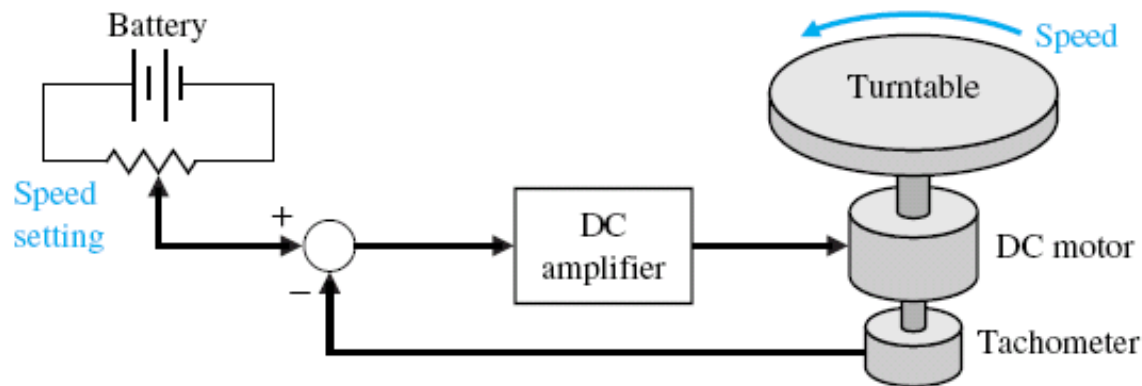 Battery
Speed
Turntable
Speed
setting
+
DC
amplifier
−
DC motor
Tachometer